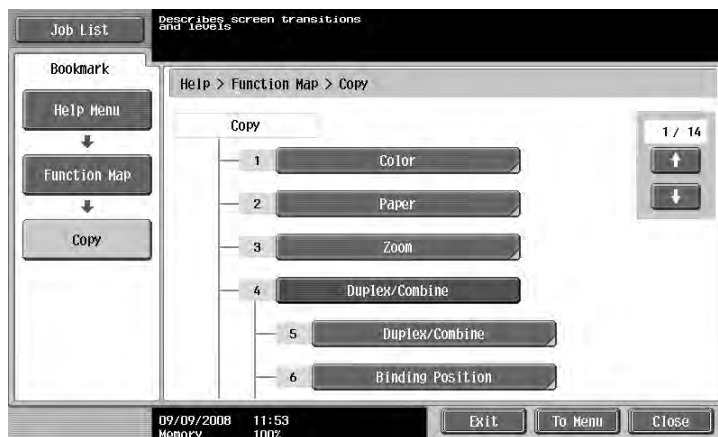 Job List
Describes screen transitions
and levels
Bookmark
Help > Function Map > Copy
Help Menu
Function Map
Copy
Copy
1 / 14
1 Color
2 Paper
3 Zoom
4 Duplex/Combine
5 Duplex/Combine
6 Binding Position
09/09/2008 11:53
Memory 100%
Exit
To Menu
Close